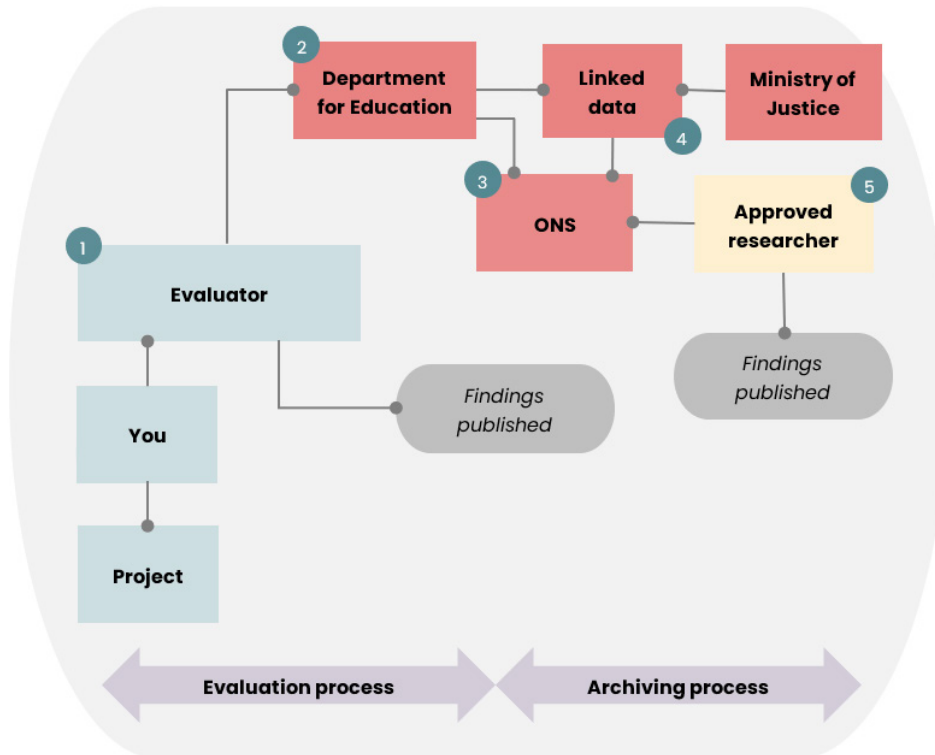 2
Department
for Education
Linked
data
4
Ministry of
Justice
3
ONS
5
Approved
researcher
1
Evaluator
Findings
published
Findings
published
You
Project
Evaluation process
Archiving process